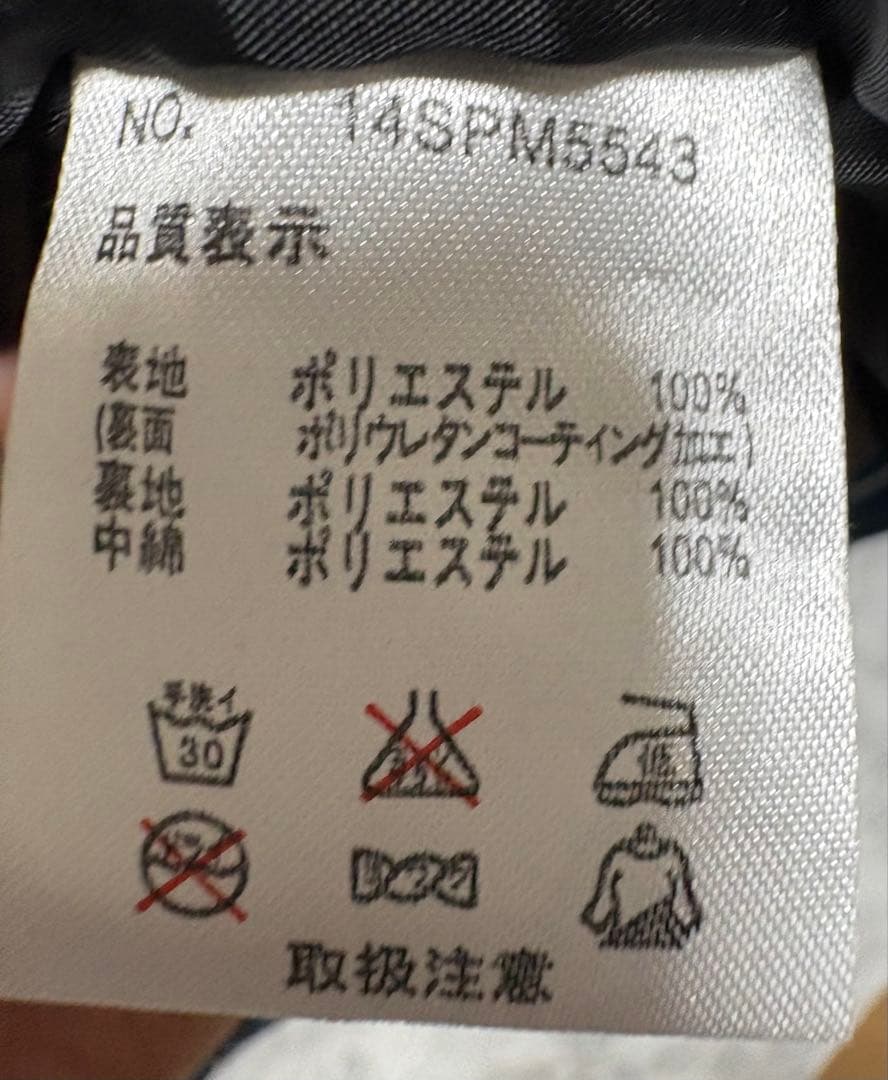 NO. 14SPM5543
品質表示
表地 ポリエステル 100%
(裏面 ポリウレタンコーティング加工)
裏地 ポリエステル 100%
中綿 ポリエステル 100%
手洗イ
30
低
取扱注意